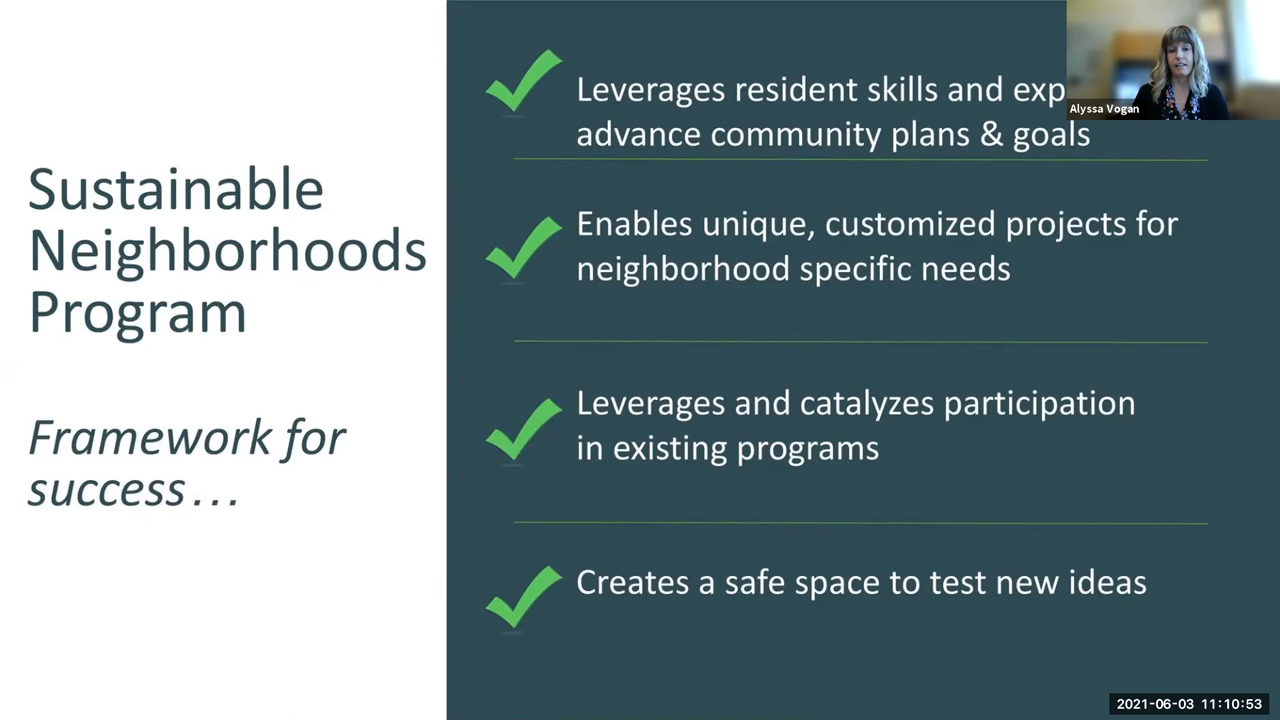 Sustainable
Neighborhoods
Program
Framework for
success...
Leverages resident skills and
advance community plans & goals
Enables unique, customized projects for
neighborhood specific needs
Leverages and catalyzes participation
in existing programs
Creates a safe space to test new ideas
Alyssa Vogan
2021-06-03 11:10:53